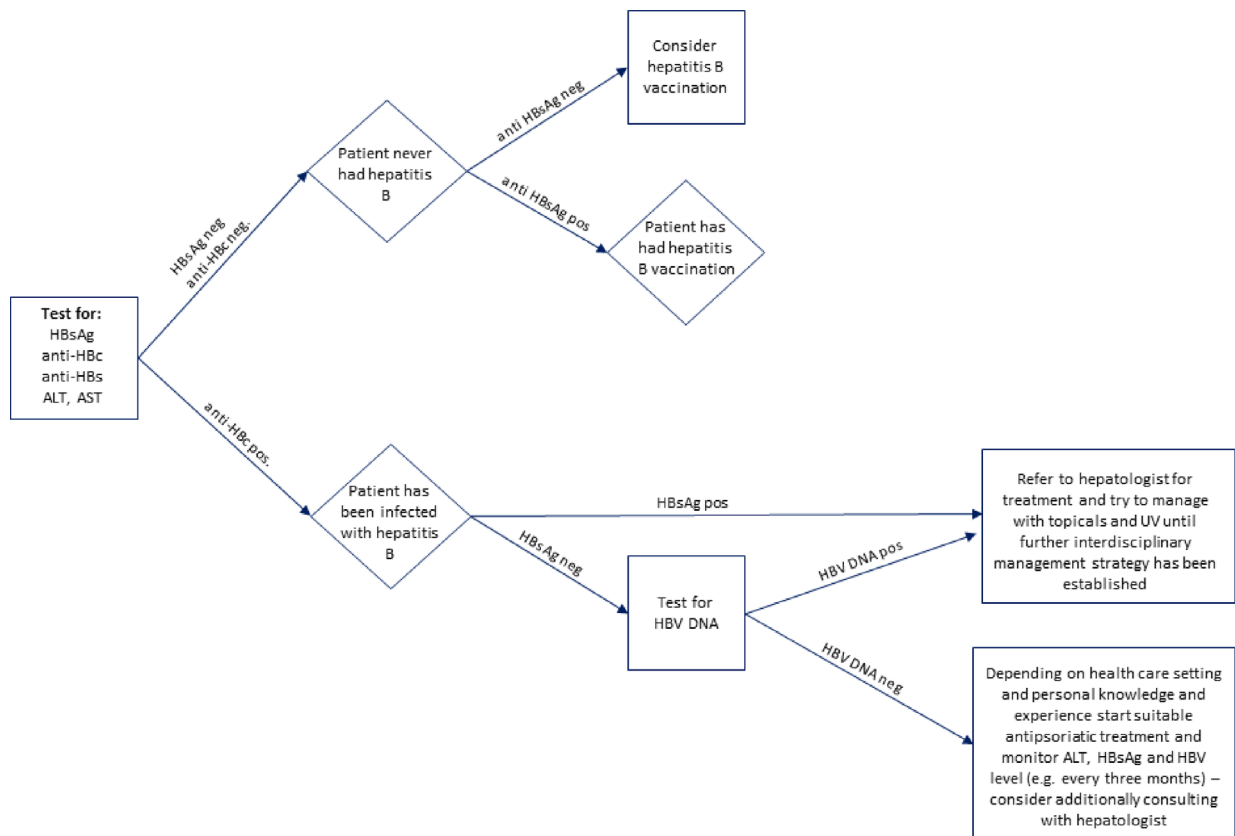 Consider
hepatitis B
vaccination
anti HBsAg neg
Patient never
had hepatitis
B
anti HBsAg pos
Patient has
had hepatitis
B vaccination
HBsAg neg
anti-HBc neg.
Test for:
HBsAg
anti-HBc
anti-HBs
ALT, AST
anti-HBc pos.
Patient has
been infected
with hepatitis
B
HBsAg pos
HBsAg neg
Refer to hepatologist for
treatment and try to manage
with topicals and UV until
further interdisciplinary
management strategy has been
established
Test for
HBV DNA
HBV DNA pos
HBV DNA neg
Depending on health care setting
and personal knowledge and
experience start suitable
antipsoriatic treatment and
monitor ALT, HBsAg and HBV
level (e.g. every three months) –
consider additionally consulting
with hepatologist